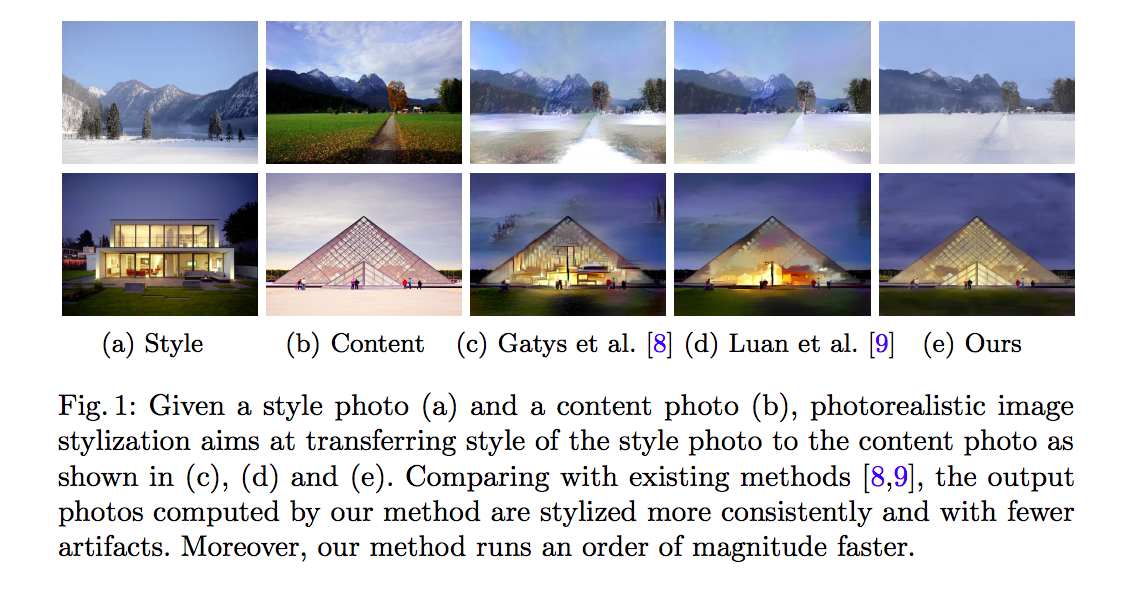 (a) Style (b) Content (c) Gatys et al. [8] (d) Luan et al. [9] (e) Ours
Fig. 1: Given a style photo (a) and a content photo (b), photorealistic image
stylization aims at transferring style of the style photo to the content photo as
shown in (c), (d) and (e). Comparing with existing methods [8,9], the output
photos computed by our method are stylized more consistently and with fewer
artifacts. Moreover, our method runs an order of magnitude faster.